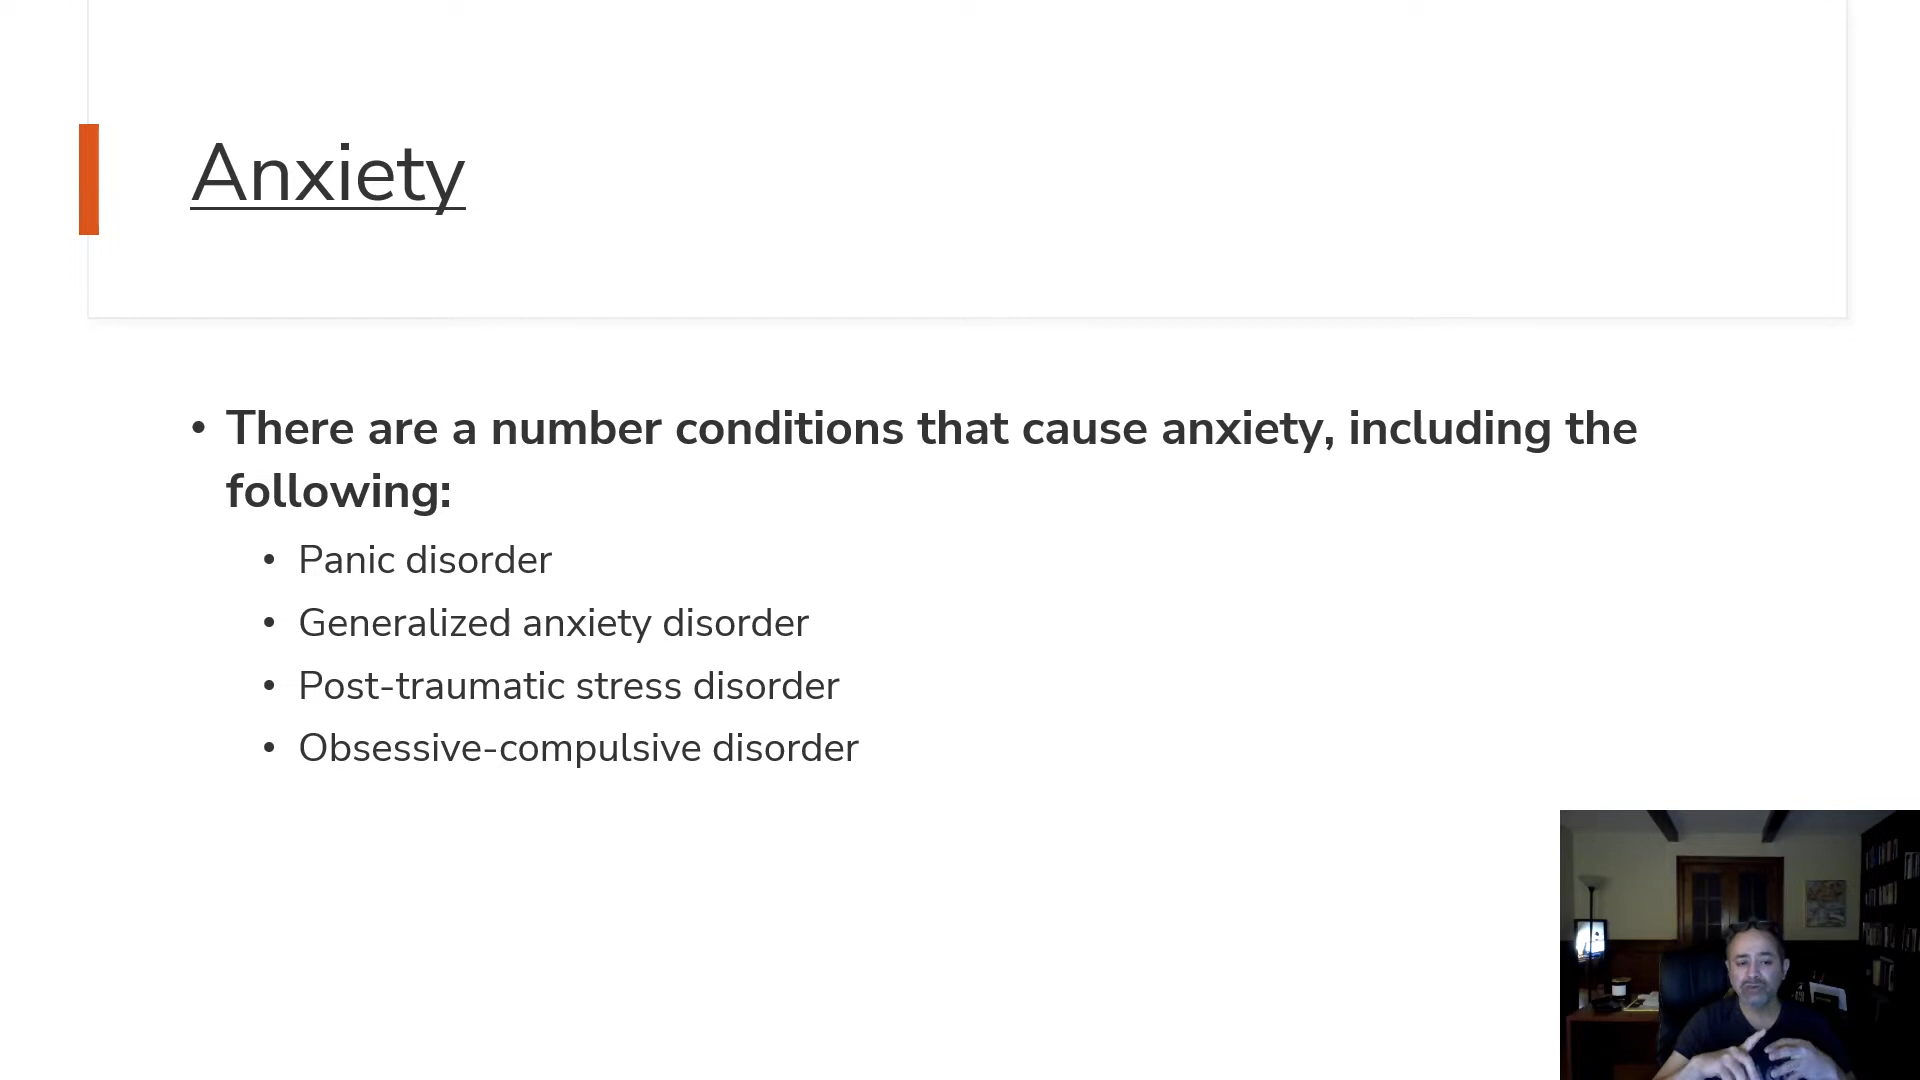 Anxiety
• There are a number conditions that cause anxiety, including the
following:
• Panic disorder
• Generalized anxiety disorder
• Post-traumatic stress disorder
• Obsessive-compulsive disorder